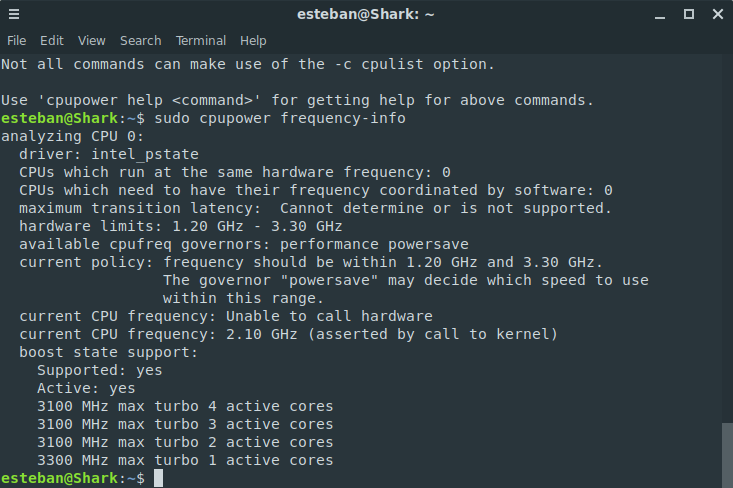 esteban@Shark: ~
File Edit View Search Terminal Help
Not all commands can make use of the -c cpulist option.
Use 'cpupower help <command>' for getting help for above commands.
esteban@Shark:~$ sudo cpupower frequency-info
analyzing CPU 0:
  driver: intel_pstate
  CPUs which run at the same hardware frequency: 0
  CPUs which need to have their frequency coordinated by software: 0
  maximum transition latency:  Cannot determine or is not supported.
  hardware limits: 1.20 GHz - 3.30 GHz
  available cpufreq governors: performance powersave
  current policy: frequency should be within 1.20 GHz and 3.30 GHz.
                  The governor "powersave" may decide which speed to use
                  within this range.
  current CPU frequency: Unable to call hardware
  current CPU frequency: 2.10 GHz (asserted by call to kernel)
  boost state support:
    Supported: yes
    Active: yes
    3100 MHz max turbo 4 active cores
    3100 MHz max turbo 3 active cores
    3100 MHz max turbo 2 active cores
    3300 MHz max turbo 1 active cores
esteban@Shark:~$